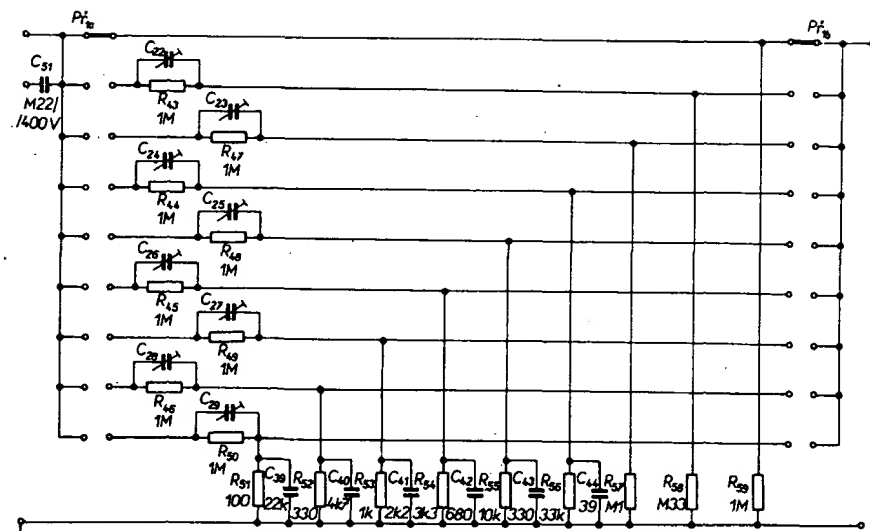 Př1a
Př1b
C22
C51
M22/
/400V
R43
1M
C23
R47
1M
C24
R44
1M
C25
R48
1M
C26
R45
1M
C27
R49
1M
C28
R46
1M
C29
R50
1M
R51
100
C39
22k
R52
330
C40
4k7
R53
1k
C41
2k2
R54
3k3
C42
680
R55
10k
C43
330
R56
33k
C44
39
R57
M1
R58
M33
R59
1M